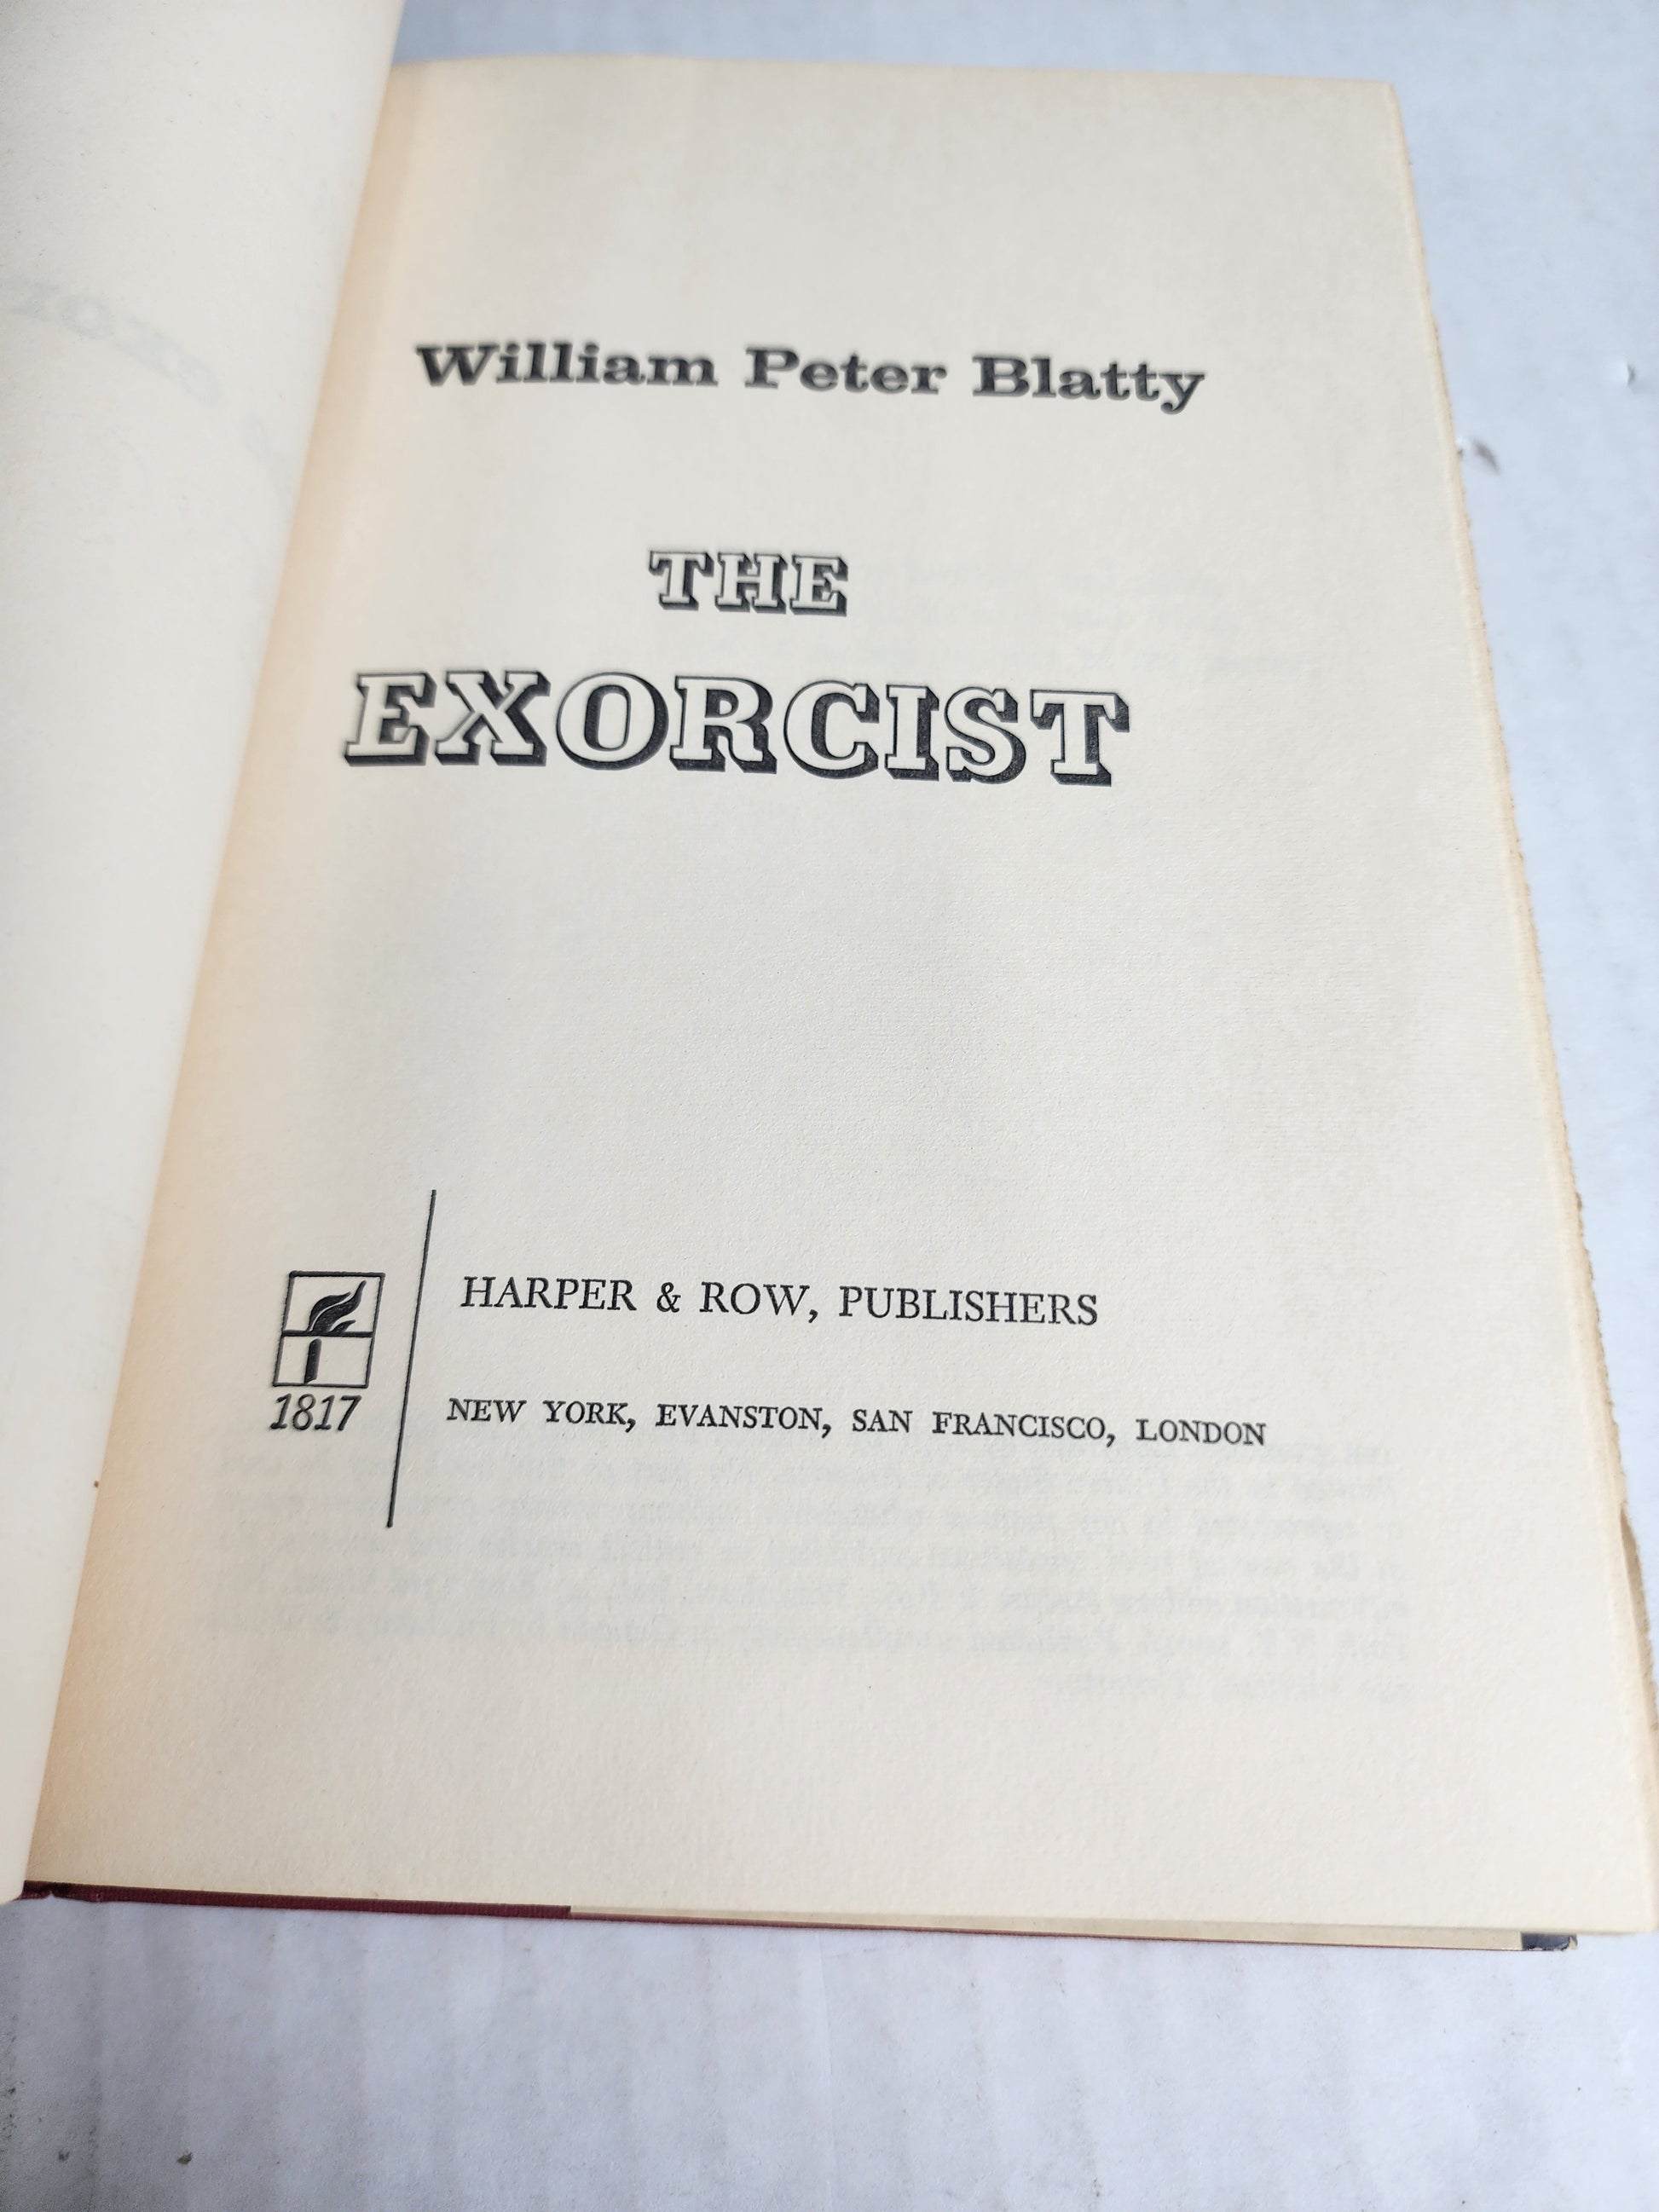 William Peter Blatty
THE
EXORCIST
HARPER & ROW, PUBLISHERS
1817
NEW YORK, EVANSTON, SAN FRANCISCO, LONDON